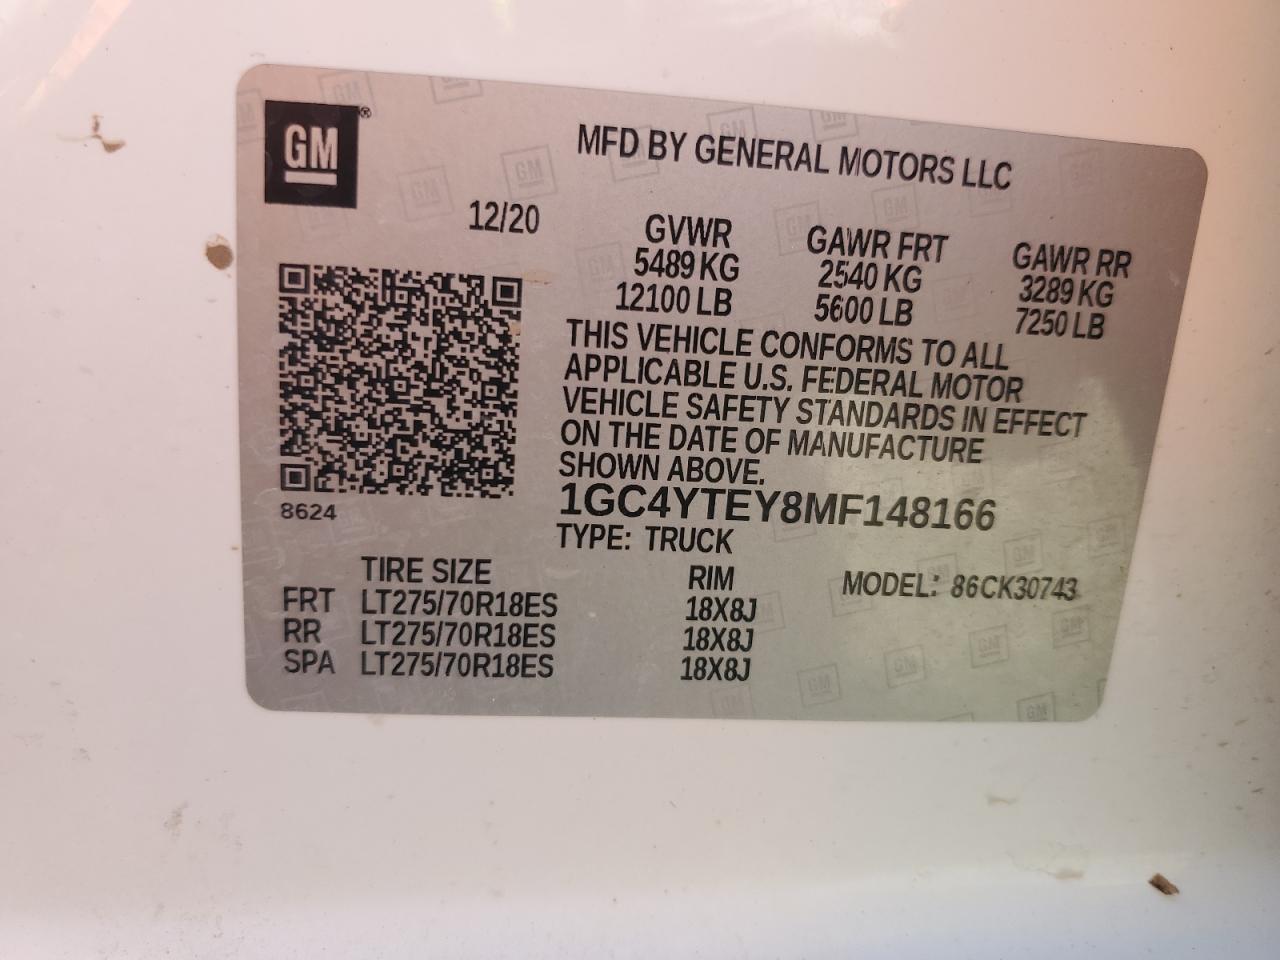 GM®
MFD BY GENERAL MOTORS LLC
12/20
GVWR GAWR FRT GAWR RR
5489 KG 2540 KG 3289 KG
12100 LB 5600 LB 7250 LB
THIS VEHICLE CONFORMS TO ALL
APPLICABLE U.S. FEDERAL MOTOR
VEHICLE SAFETY STANDARDS IN EFFECT
ON THE DATE OF MANUFACTURE
SHOWN ABOVE.
8624
1GC4YTEY8MF148166
TYPE: TRUCK
TIRE SIZE RIM MODEL: 86CK30743
FRT LT275/70R18ES 18X8J
RR LT275/70R18ES 18X8J
SPA LT275/70R18ES 18X8J